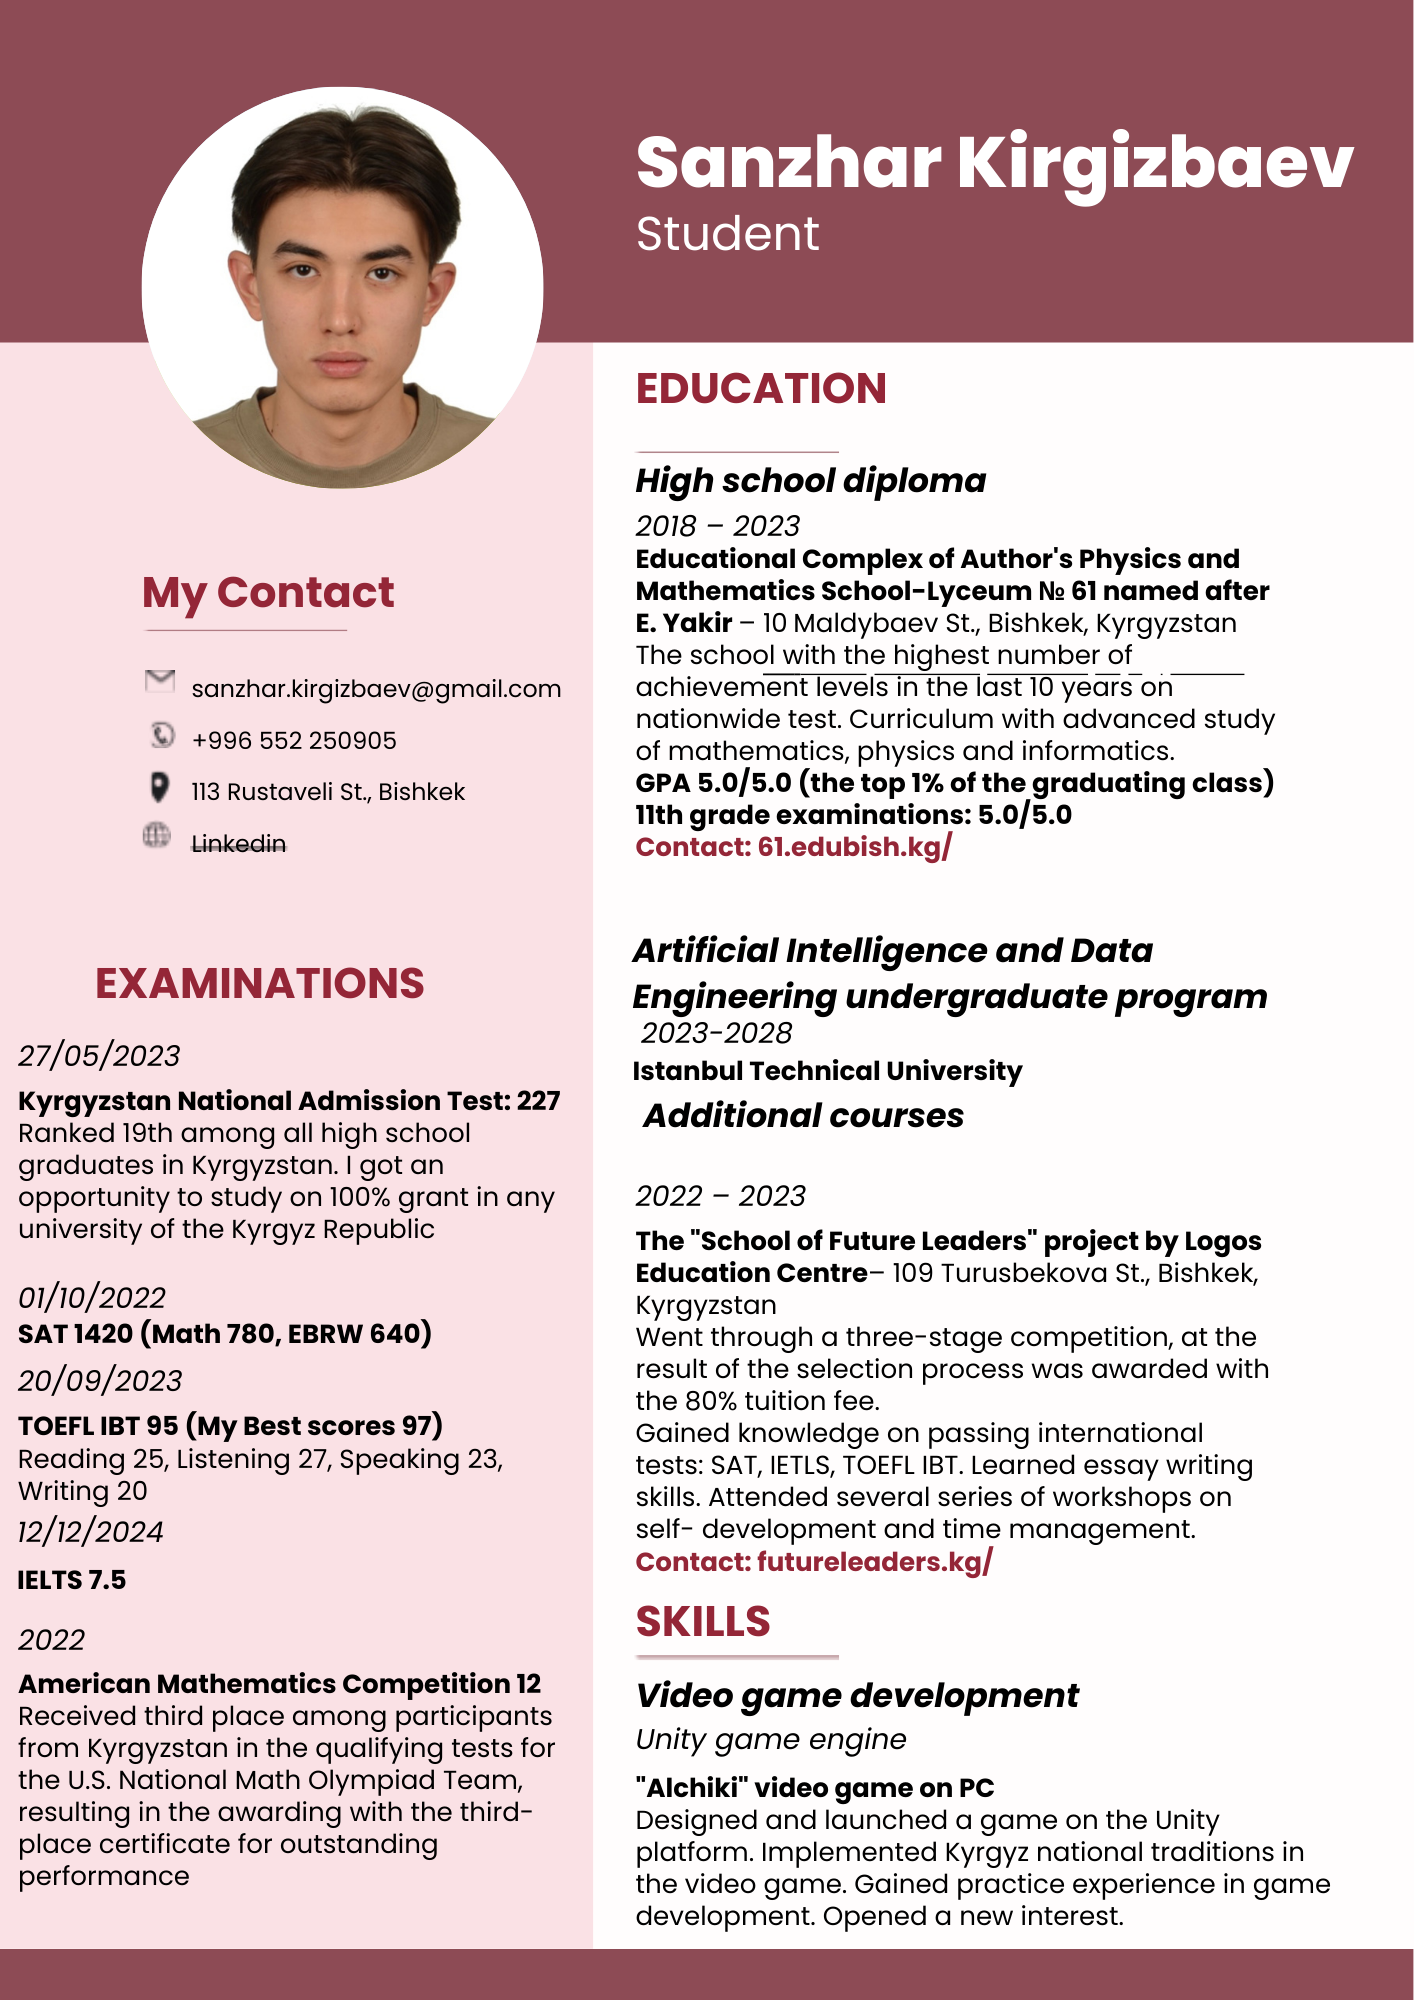 Sanzhar Kirgizbaev
Student
My Contact
sanzhar.kirgizbaev@gmail.com
+996 552 250905
113 Rustaveli St., Bishkek
Linkedin
EXAMINATIONS
27/05/2023
Kyrgyzstan National Admission Test: 227
Ranked 19th among all high school
graduates in Kyrgyzstan. I got an
opportunity to study on 100% grant in any
university of the Kyrgyz Republic
01/10/2022
SAT 1420 (Math 780, EBRW 640)
20/09/2023
TOEFL IBT 95 (My Best scores 97)
Reading 25, Listening 27, Speaking 23,
Writing 20
12/12/2024
IELTS 7.5
2022
American Mathematics Competition 12
Received third place among participants
from Kyrgyzstan in the qualifying tests for
the U.S. National Math Olympiad Team,
resulting in the awarding with the third-
place certificate for outstanding
performance
EDUCATION
High school diploma
2018 – 2023
Educational Complex of Author's Physics and
Mathematics School-Lyceum № 61 named after
E. Yakir – 10 Maldybaev St., Bishkek, Kyrgyzstan
The school with the highest number of
achievement levels in the last 10 years on
nationwide test. Curriculum with advanced study
of mathematics, physics and informatics.
GPA 5.0/5.0 (the top 1% of the graduating class)
11th grade examinations: 5.0/5.0
Contact: 61.edubish.kg/
Artificial Intelligence and Data
Engineering undergraduate program
2023-2028
Istanbul Technical University
Additional courses
2022 – 2023
The "School of Future Leaders" project by Logos
Education Centre– 109 Turusbekova St., Bishkek,
Kyrgyzstan
Went through a three-stage competition, at the
result of the selection process was awarded with
the 80% tuition fee.
Gained knowledge on passing international
tests: SAT, IETLS, TOEFL IBT. Learned essay writing
skills. Attended several series of workshops on
self- development and time management.
Contact: futureleaders.kg/
SKILLS
Video game development
Unity game engine
"Alchiki" video game on PC
Designed and launched a game on the Unity
platform. Implemented Kyrgyz national traditions in
the video game. Gained practice experience in game
development. Opened a new interest.